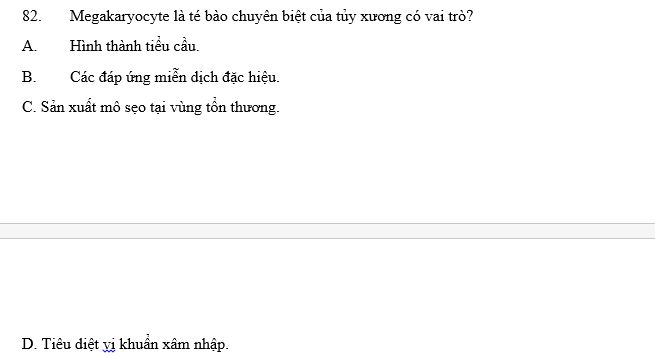 82. Megakaryocyte là té bào chuyên biệt của tủy xương có vai trò?
A. Hình thành tiểu cầu.
B. Các đáp ứng miễn dịch đặc hiệu.
C. Sản xuất mô sẹo tại vùng tổn thương.
D. Tiêu diệt vị khuẩn xâm nhập.